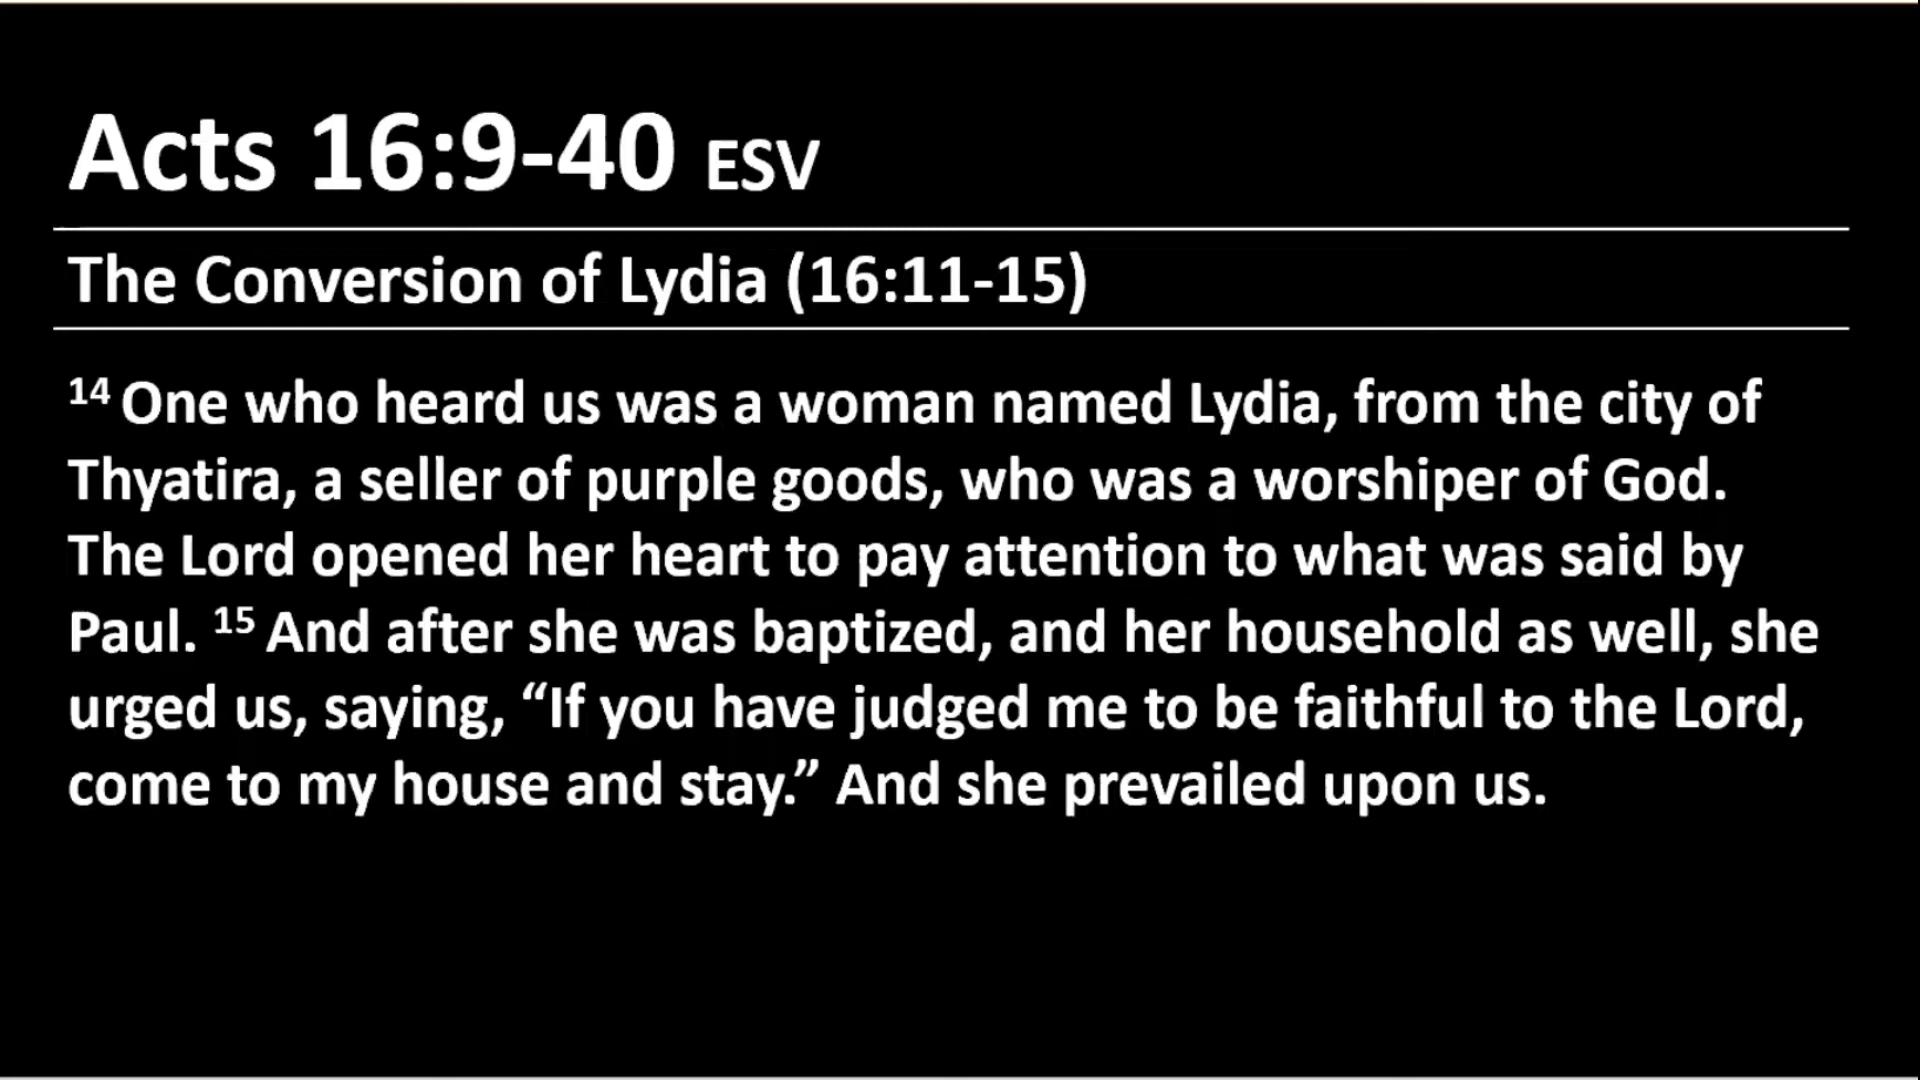 Acts 16:9-40 ESV
The Conversion of Lydia (16:11-15)
14 One who heard us was a woman named Lydia, from the city of
Thyatira, a seller of purple goods, who was a worshiper of God.
The Lord opened her heart to pay attention to what was said by
Paul. 15 And after she was baptized, and her household as well, she
urged us, saying, “If you have judged me to be faithful to the Lord,
come to my house and stay.” And she prevailed upon us.